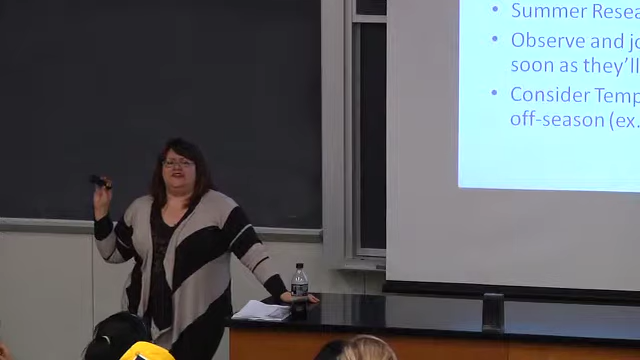 • Summer Resea
• Observe and jo
soon as they'll
• Consider Temp
off-season (ex.